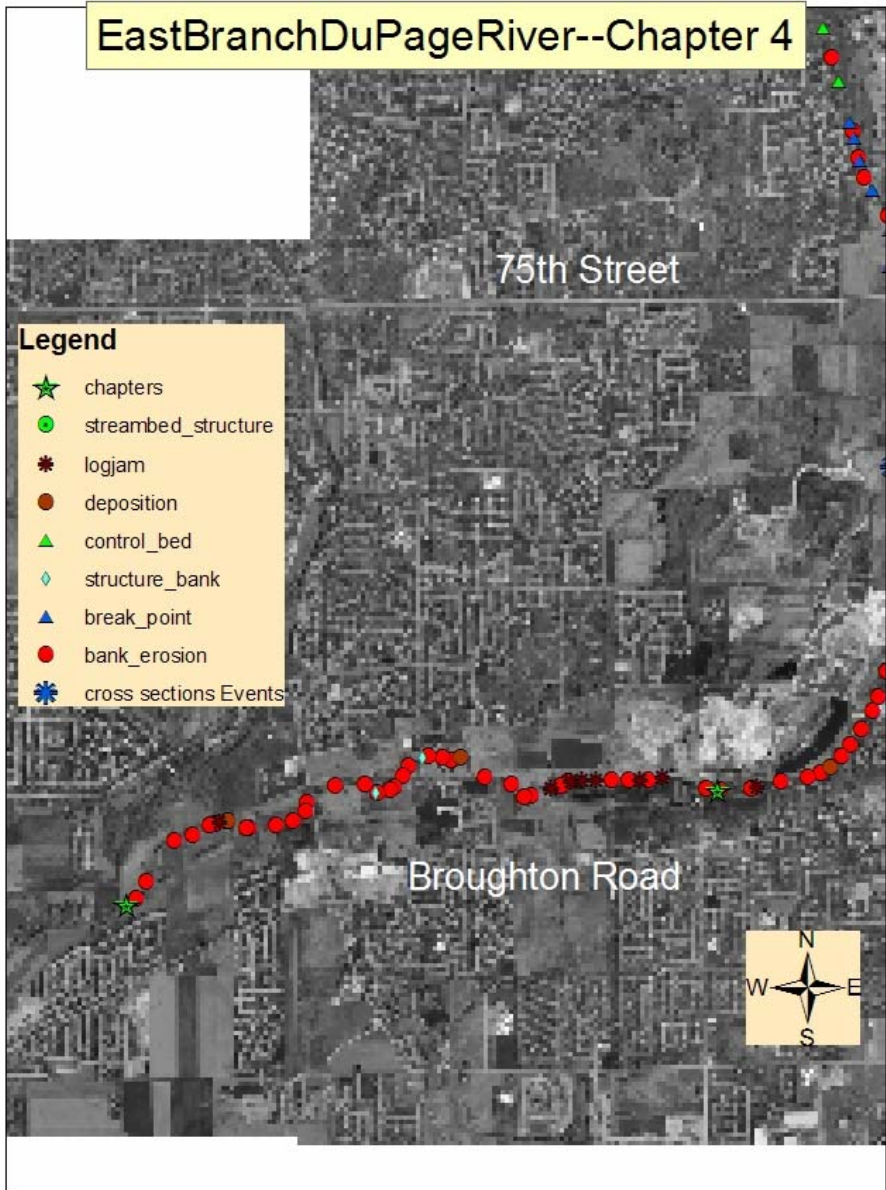 EastBranchDuPageRiver--Chapter 4
75th Street
Legend
chapters
streambed_structure
logjam
deposition
control_bed
structure_bank
break_point
bank_erosion
cross sections Events
Broughton Road
N
W E
S